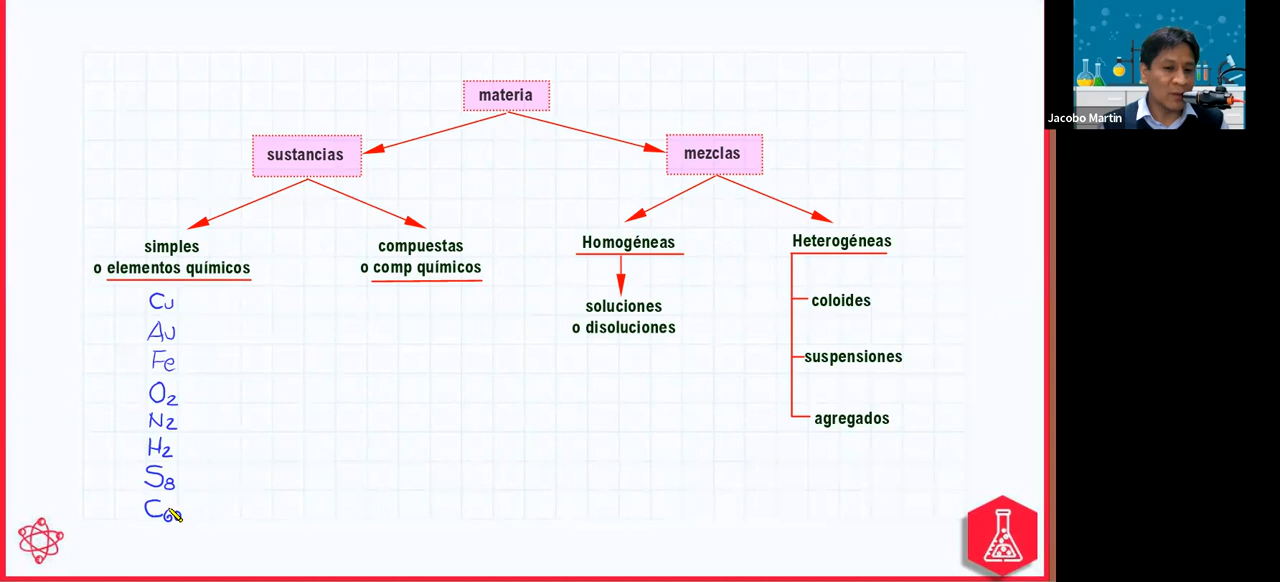 materia
sustancias
mezclas
simples
o elementos químicos
compuestas
o comp químicos
Homogéneas
Heterogéneas
soluciones
o disoluciones
coloides
suspensiones
agregados
Cu
Au
Fe
O2
N2
H2
S8
C60
Jacobo Martin